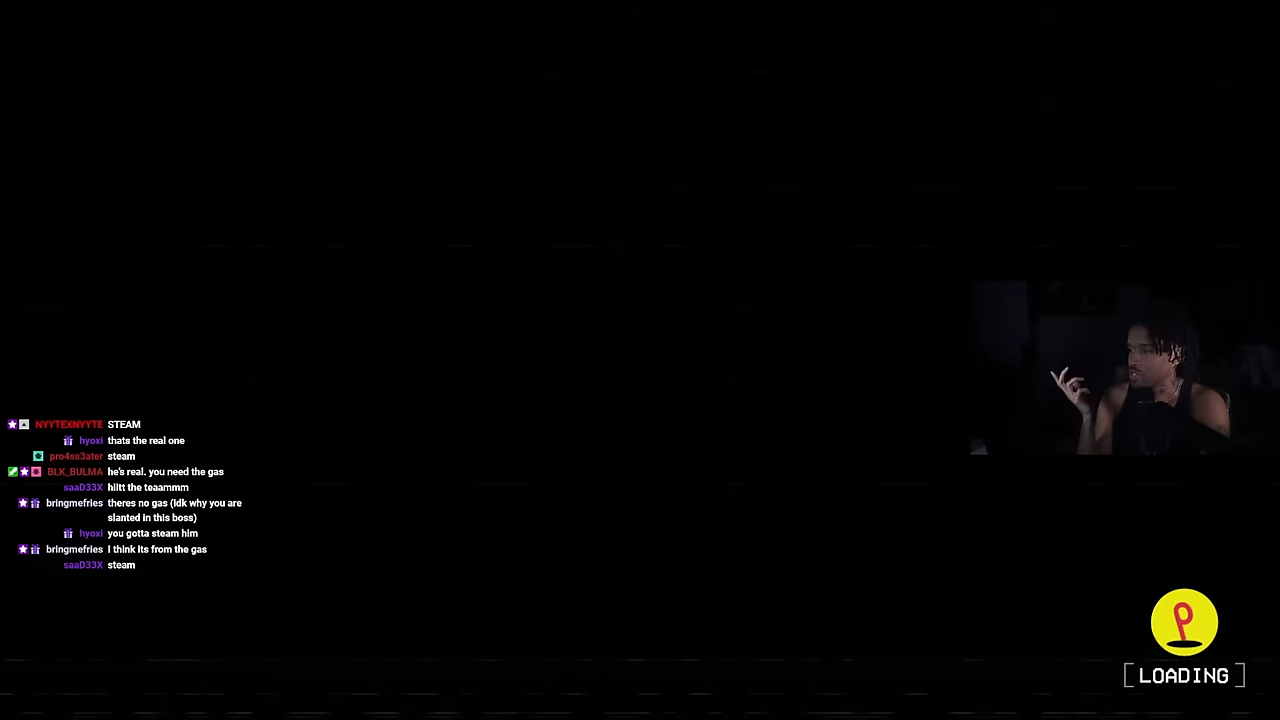 NYYTEXNYYTE STEAM
hyoxi thats the real one
pro4ss3ater steam
BLK_BULMA he's real. you need the gas
saaD33X hiitt the teaammm
bringmefries theres no gas (idk why you are
slanted in this boss)
hyoxi you gotta steam him
bringmefries I think its from the gas
saaD33X steam
[LOADING]